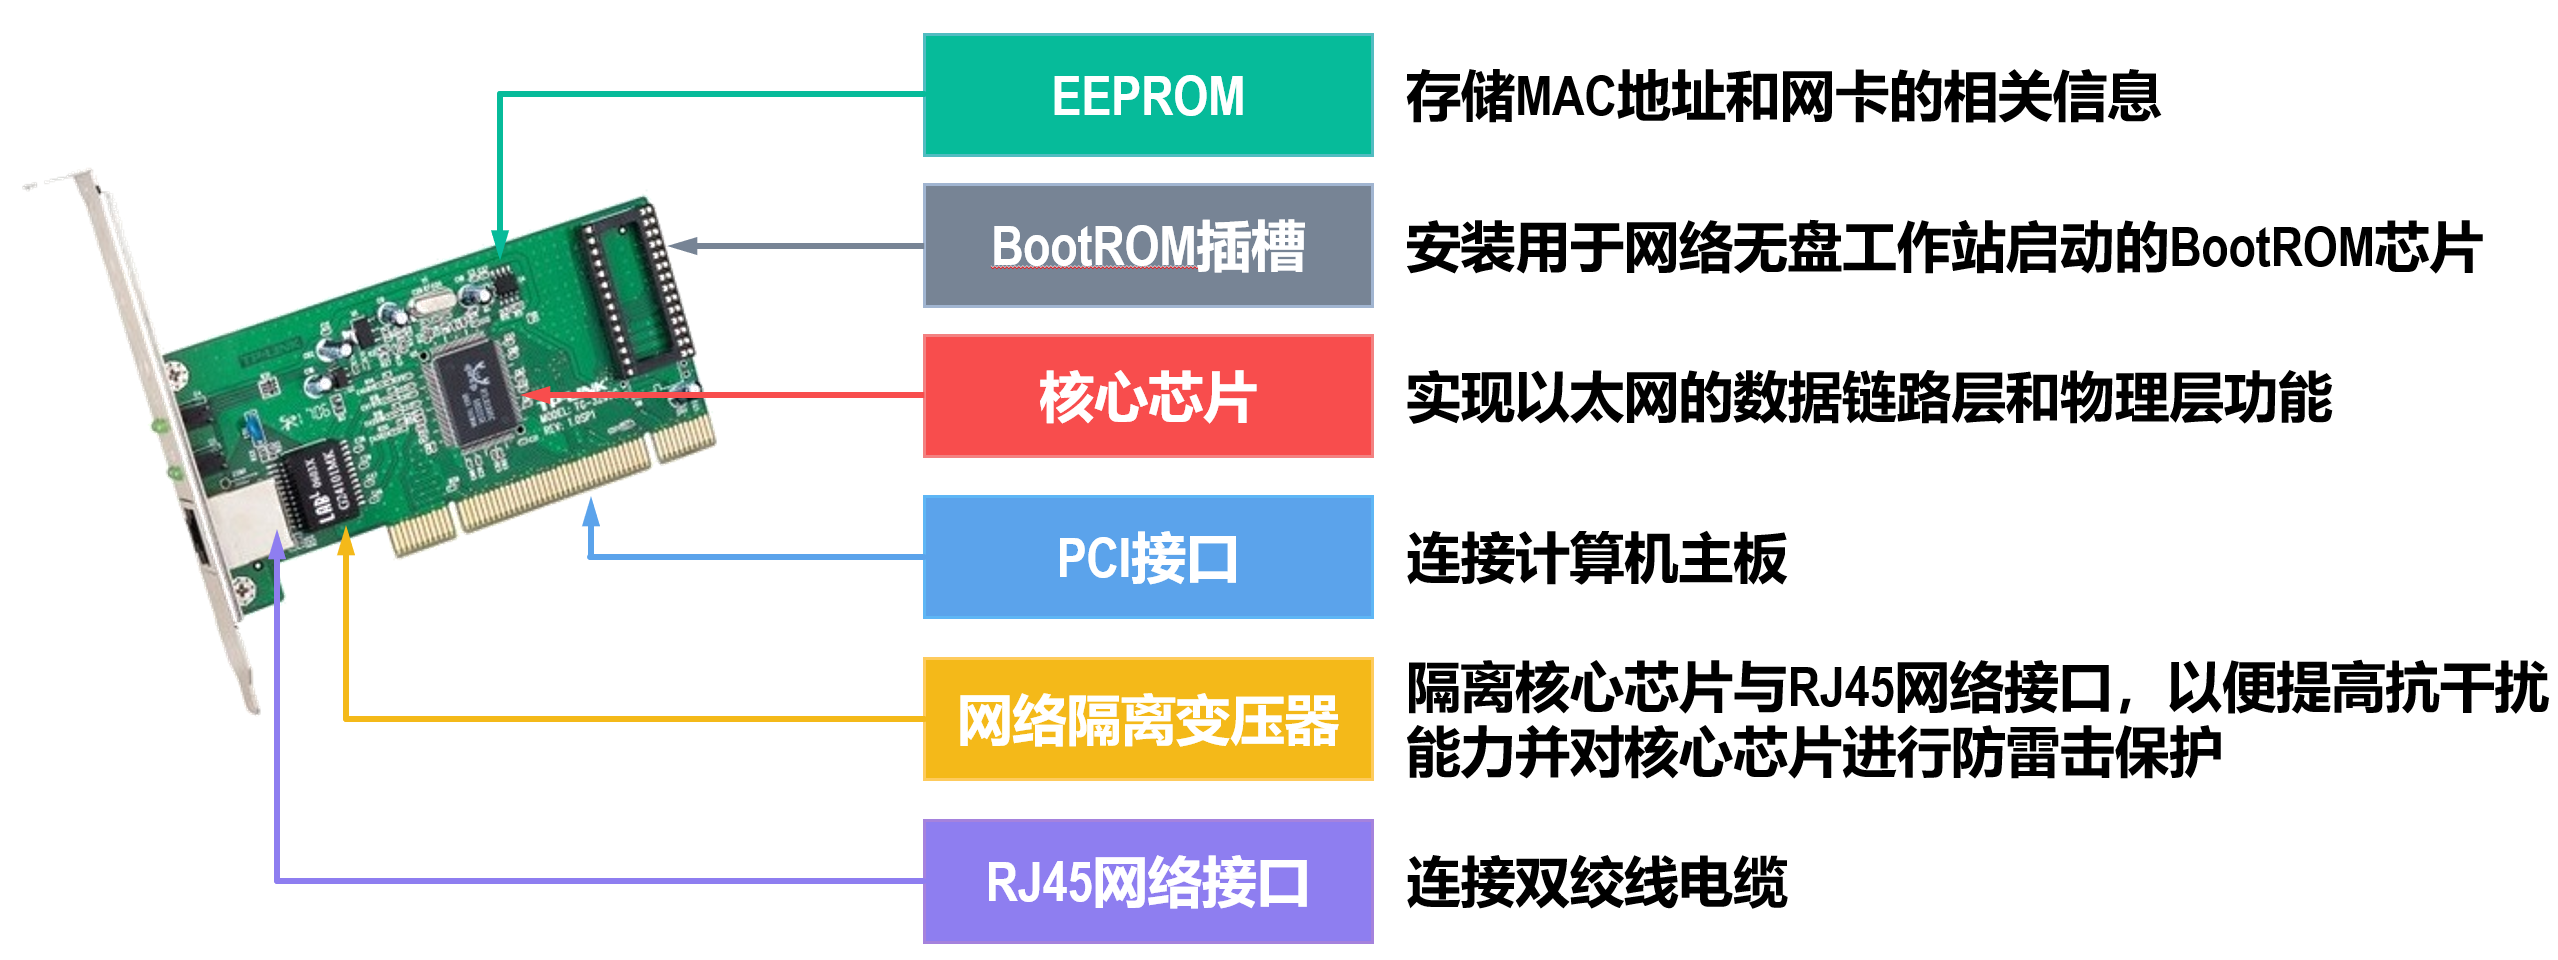 EEPROM
存储MAC地址和网卡的相关信息
BootROM插槽
安装用于网络无盘工作站启动的BootROM芯片
核心芯片
实现以太网的数据链路层和物理层功能
PCI接口
连接计算机主板
网络隔离变压器
隔离核心芯片与RJ45网络接口，以便提高抗干扰
能力并对核心芯片进行防雷击保护
RJ45网络接口
连接双绞线电缆
TP-LINK
G2401MK